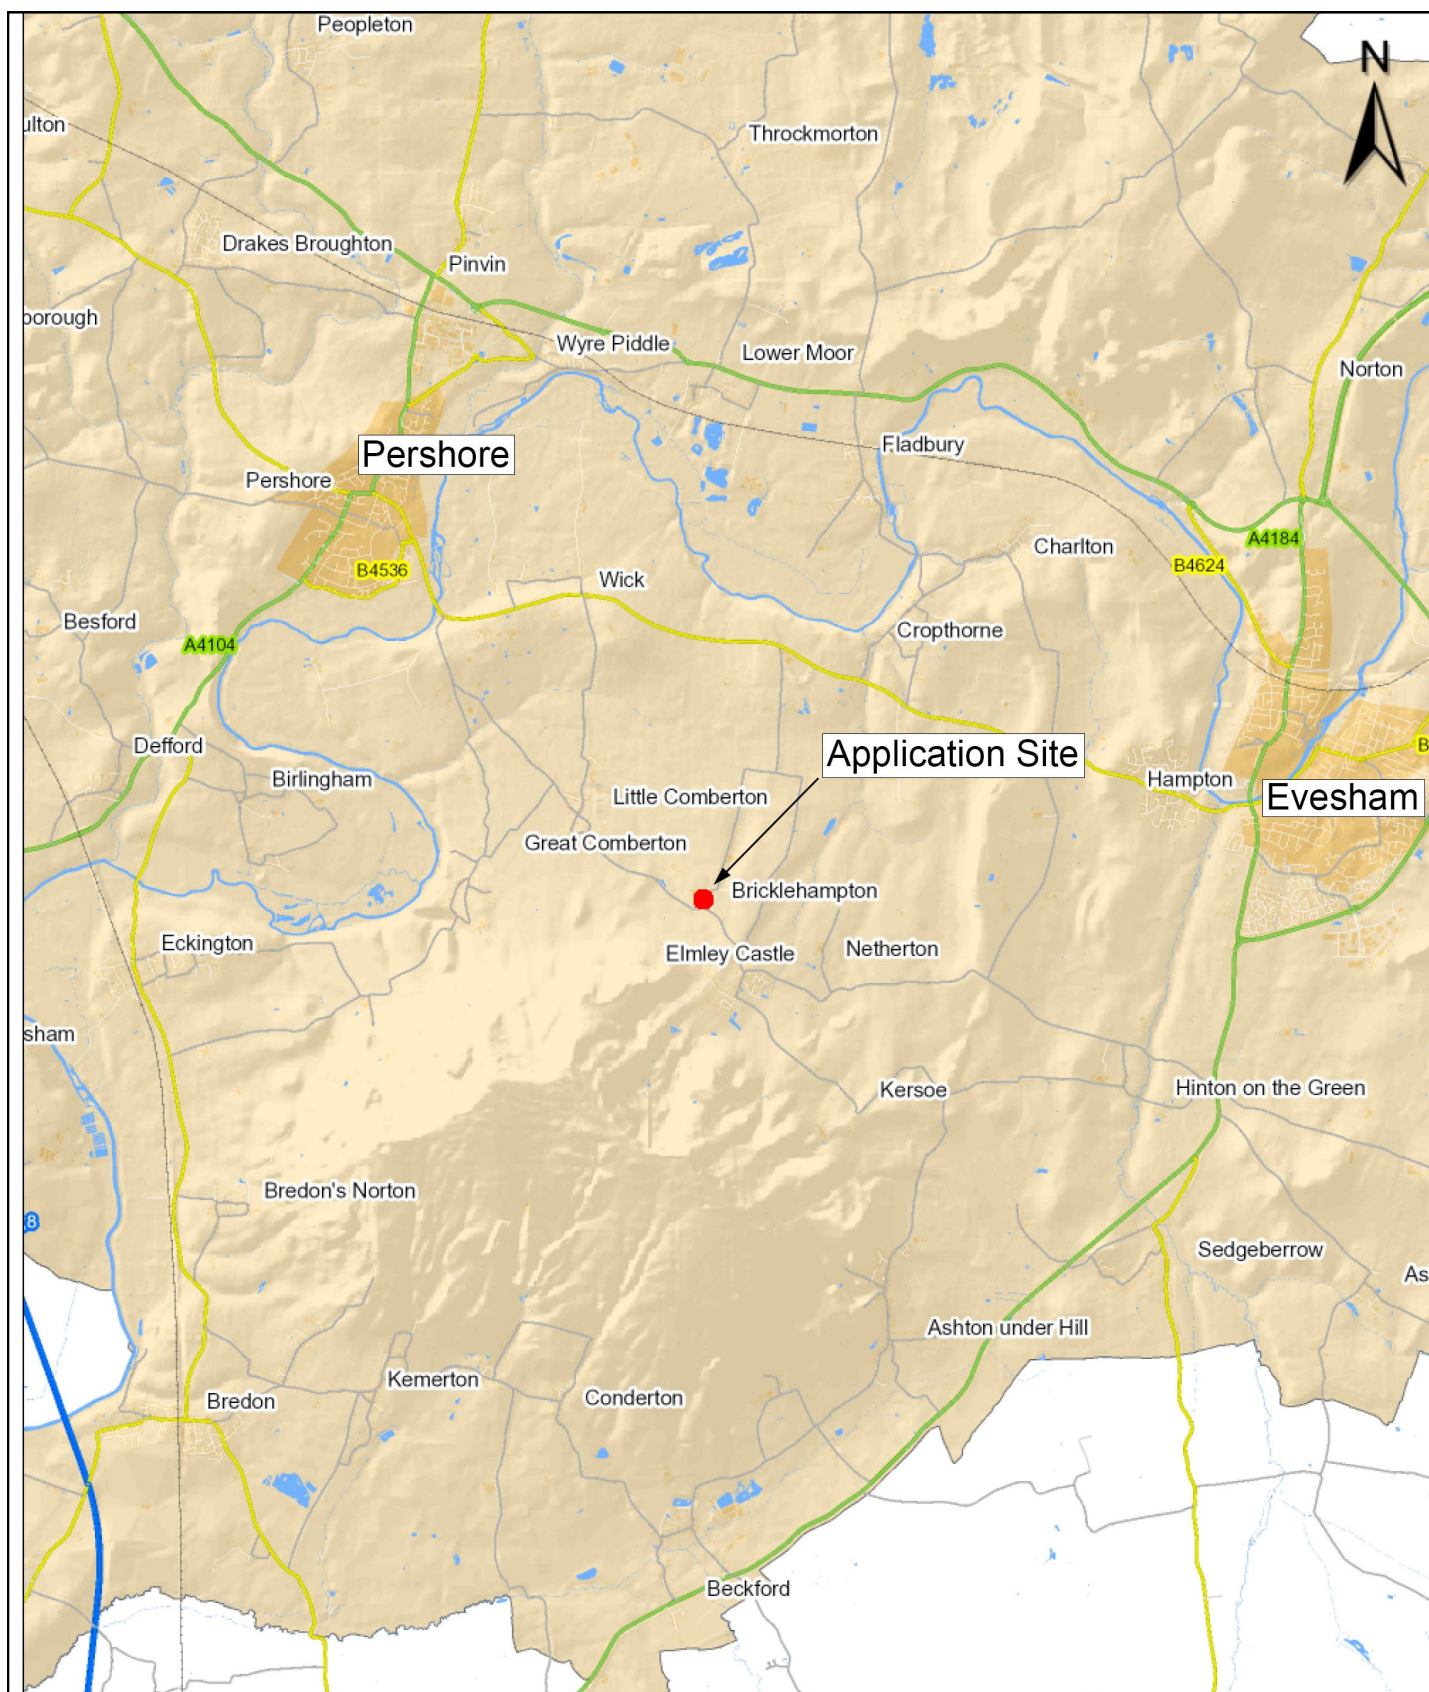 Peopleton
N
ulton
Throckmorton
Drakes Broughton
Pinvin
borough
Wyre Piddle
Lower Moor
Norton
Fladbury
Pershore
Pershore
A4184
Charlton
B4624
B4536
Wick
Besford
Cropthorne
A4104
Defford
B
Application Site
Birlingham
Hampton
Little Comberton
Evesham
Great Comberton
Bricklehampton
Eckington
Netherton
Elmley Castle
sham
Kersoe
Hinton on the Green
Bredon's Norton
8
Sedgeberrow
As
Ashton under Hill
Kemerton
Conderton
Bredon
Beckford